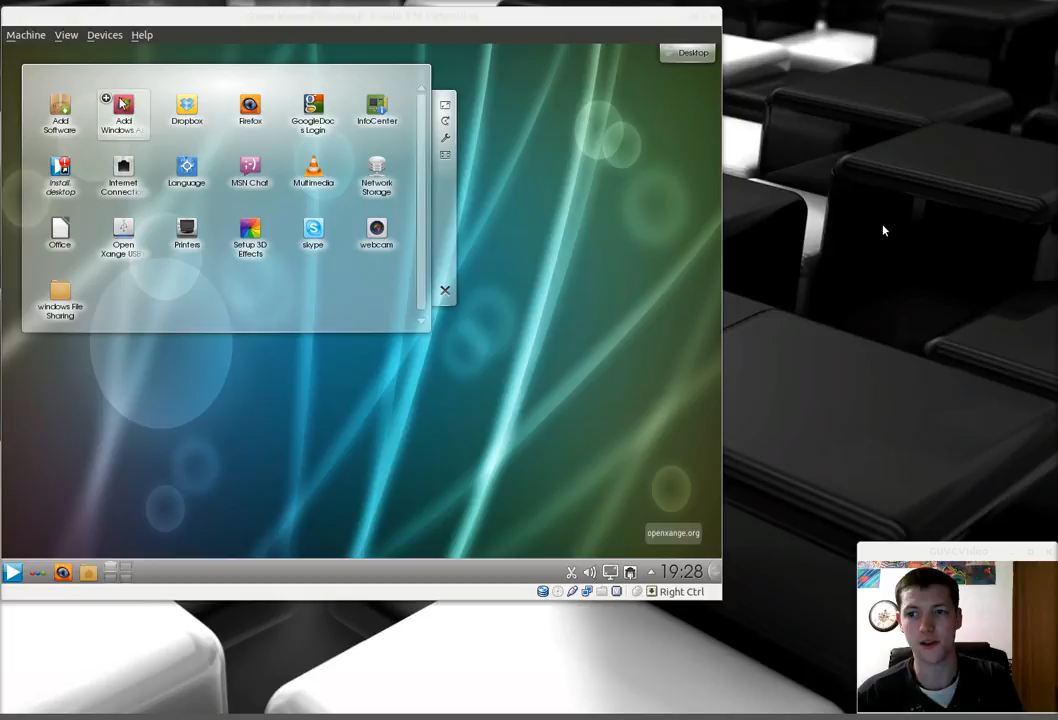 Machine View Devices Help
Desktop
Add
Software
Add
Windows A
Dropbox
Firefox
GoogleDoc
s Login
InfoCenter
Install
desktop
Internet
Connectic
Language
MSN Chat
Multimedia
Network
Storage
Office
Open
Xange USB
Printers
Setup 3D
Effects
skype
webcam
windows File
Sharing
openxange.org
19:28
Right Ctrl
GUVCVideo